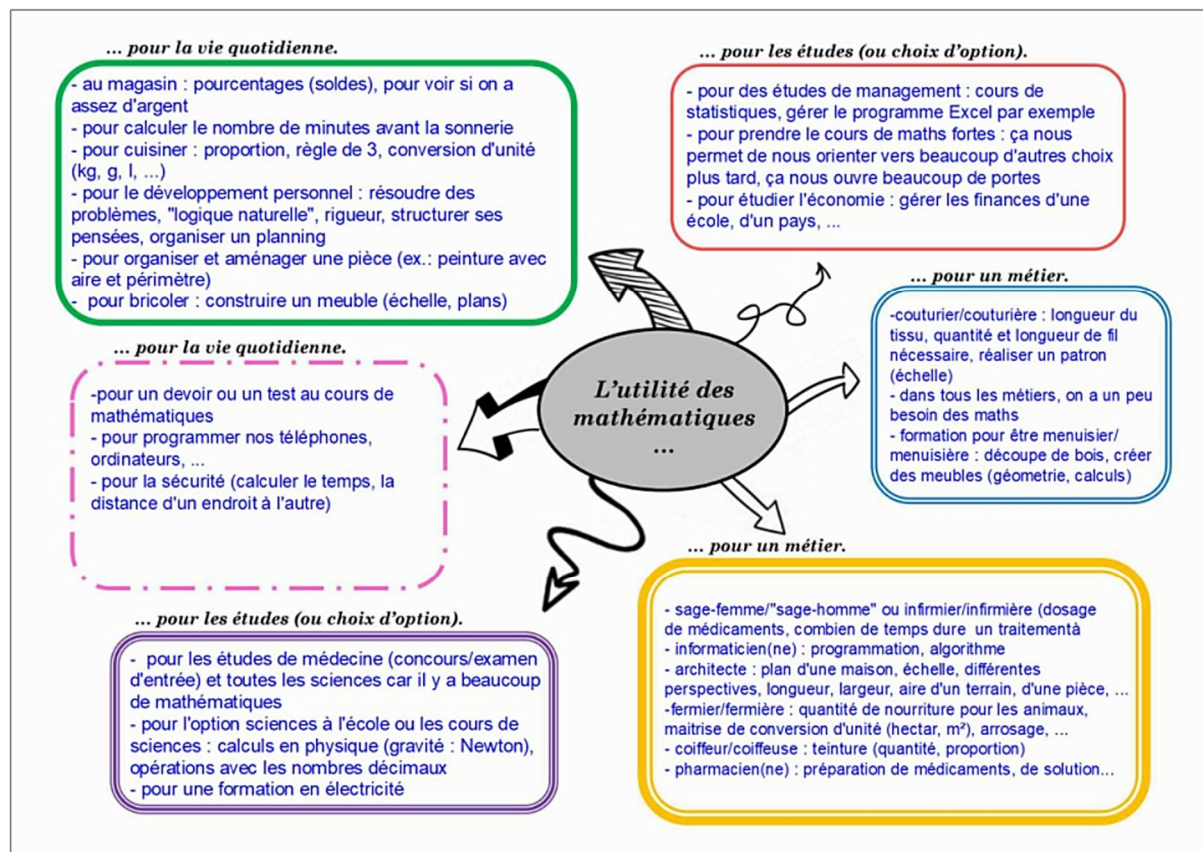 ... pour la vie quotidienne.
- au magasin : pourcentages (soldes), pour voir si on a
assez d'argent
- pour calculer le nombre de minutes avant la sonnerie
- pour cuisiner : proportion, règle de 3, conversion d'unité
(kg, g, l, ...)
- pour le développement personnel : résoudre des
problèmes, "logique naturelle", rigueur, structurer ses
pensées, organiser un planning
- pour organiser et aménager une pièce (ex.: peinture avec
aire et périmètre)
- pour bricoler : construire un meuble (échelle, plans)
... pour les études (ou choix d'option).
- pour des études de management : cours de
statistiques, gérer le programme Excel par exemple
- pour prendre le cours de maths fortes : ça nous
permet de nous orienter vers beaucoup d'autres choix
plus tard, ça nous ouvre beaucoup de portes
- pour étudier l'économie : gérer les finances d'une
école, d'un pays, ...
... pour un métier.
-couturier/couturière : longueur du
tissu, quantité et longueur de fil
nécessaire, réaliser un patron
(échelle)
- dans tous les métiers, on a un peu
besoin des maths
- formation pour être menuisier/
menuisière : découpe de bois, créer
des meubles (géometrie, calculs)
L'utilité des
mathématiques
...
... pour la vie quotidienne.
-pour un devoir ou un test au cours de
mathématiques
- pour programmer nos téléphones,
ordinateurs, ...
- pour la sécurité (calculer le temps, la
distance d'un endroit à l'autre)
... pour un métier.
- sage-femme/"sage-homme" ou infirmier/infirmière (dosage
de médicaments, combien de temps dure un traitementà
- informaticien(ne) : programmation, algorithme
- architecte : plan d'une maison, échelle, différentes
perspectives, longueur, largeur, aire d'un terrain, d'une pièce, ...
-fermier/fermière : quantité de nourriture pour les animaux,
maitrise de conversion d'unité (hectar, m²), arrosage, ...
- coiffeur/coiffeuse : teinture (quantité, proportion)
- pharmacien(ne) : préparation de médicaments, de solution...
... pour les études (ou choix d'option).
- pour les études de médecine (concours/examen
d'entrée) et toutes les sciences car il y a beaucoup
de mathématiques
- pour l'option sciences à l'école ou les cours de
sciences : calculs en physique (gravité : Newton),
opérations avec les nombres décimaux
- pour une formation en électricité